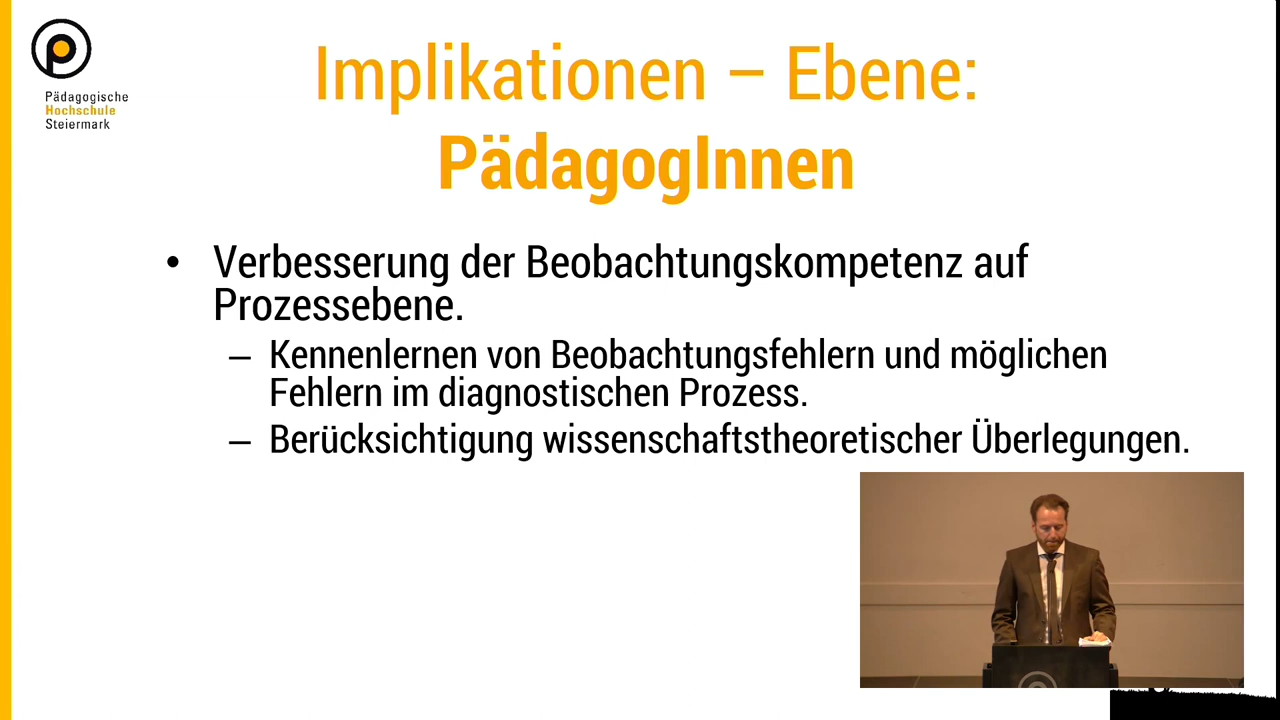 Pädagogische
Hochschule
Steiermark
Implikationen – Ebene:
PädagogInnen
• Verbesserung der Beobachtungskompetenz auf
Prozessebene.
– Kennenlernen von Beobachtungsfehlern und möglichen
Fehlern im diagnostischen Prozess.
– Berücksichtigung wissenschaftstheoretischer Überlegungen.